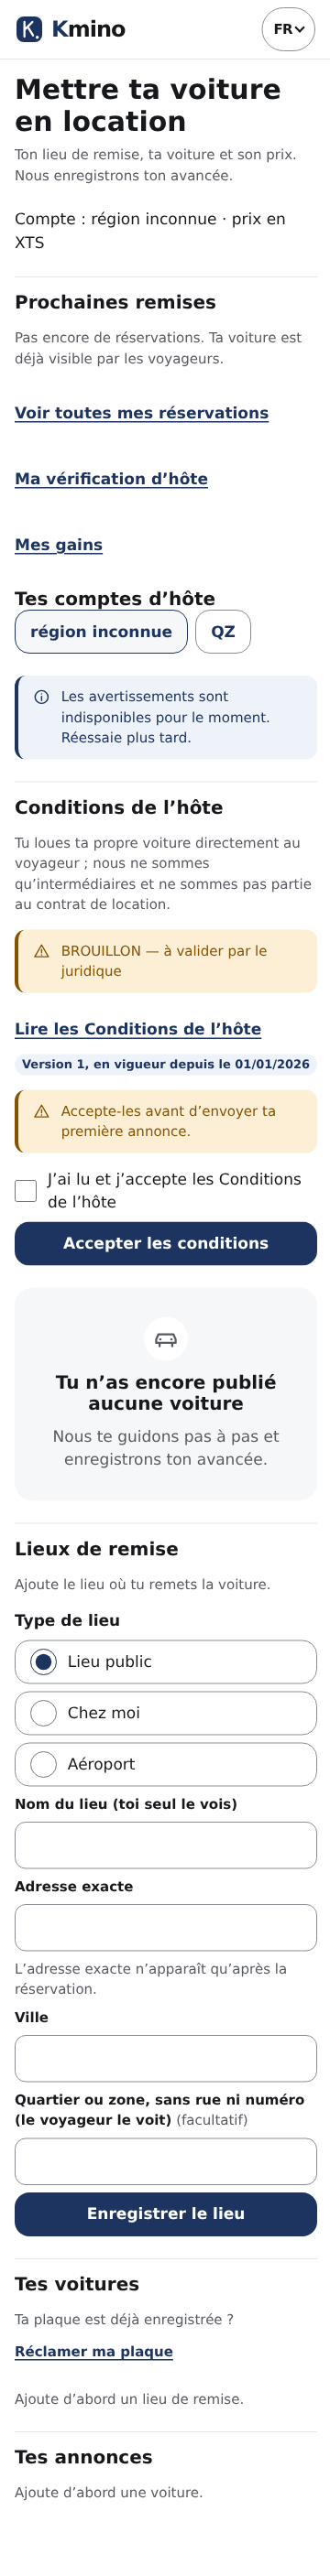 Kmino
FR
Mettre ta voiture
en location
Ton lieu de remise, ta voiture et son prix.
Nous enregistrons ton avancée.
Compte : région inconnue · prix en
XTS
Prochaines remises
Pas encore de réservations. Ta voiture est
déjà visible par les voyageurs.
Voir toutes mes réservations
Ma vérification d’hôte
Mes gains
Tes comptes d’hôte
région inconnue
QZ
Les avertissements sont
indisponibles pour le moment.
Réessaie plus tard.
Conditions de l’hôte
Tu loues ta propre voiture directement au
voyageur ; nous ne sommes
qu’intermédiaires et ne sommes pas partie
au contrat de location.
BROUILLON — à valider par le
juridique
Lire les Conditions de l’hôte
Version 1, en vigueur depuis le 01/01/2026
Accepte-les avant d’envoyer ta
première annonce.
J’ai lu et j’accepte les Conditions
de l’hôte
Accepter les conditions
Tu n’as encore publié
aucune voiture
Nous te guidons pas à pas et
enregistrons ton avancée.
Lieux de remise
Ajoute le lieu où tu remets la voiture.
Type de lieu
Lieu public
Chez moi
Aéroport
Nom du lieu (toi seul le vois)
Adresse exacte
L’adresse exacte n’apparaît qu’après la
réservation.
Ville
Quartier ou zone, sans rue ni numéro
(le voyageur le voit) (facultatif)
Enregistrer le lieu
Tes voitures
Ta plaque est déjà enregistrée ?
Réclamer ma plaque
Ajoute d’abord un lieu de remise.
Tes annonces
Ajoute d’abord une voiture.